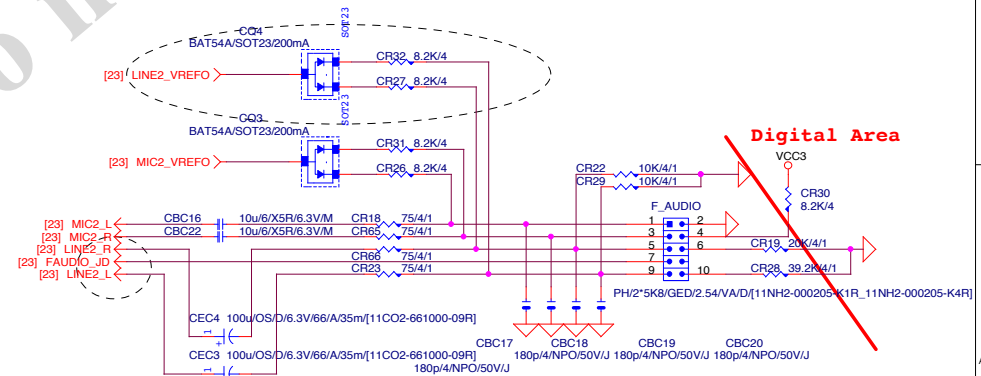 o n
CQ4
BAT54A/SOT23/200mA
SOT23
[23] LINE2_VREFO
CR32 8.2K/4
CR27 8.2K/4
CQ3
BAT54A/SOT23/200mA
SOT23
[23] MIC2_VREFO
CR31 8.2K/4
CR26 8.2K/4
Digital Area
VCC3
CR22 10K/4/1
CR29 10K/4/1
CR30
8.2K/4
F_AUDIO
[23] MIC2_L
CBC16 10u/6/X5R/6.3V/M
CR18 75/4/1
1 2
[23] MIC2_R
CBC22 10u/6/X5R/6.3V/M
CR65 75/4/1
3 4
[23] LINE2_R
5 6
CR19 20K/4/1
[23] FAUDO_JD
CR66 75/4/1
7
[23] LINE2_L
CR23 75/4/1
9 10
CR28 39.2K/4/1
PH/2*5K8/GED/2.54/VA/D/[11NH2-000205-K1R_11NH2-000205-K4R]
CEC4 100u/OS/D/6.3V/66/A/35m/[11CO2-661000-09R]
1
+
CEC3 100u/OS/D/6.3V/66/A/35m/[11CO2-661000-09R]
1
CBC17 CBC18 CBC19 CBC20
180p/4/NPO/50V/J 180p/4/NPO/50V/J 180p/4/NPO/50V/J
180p/4/NPO/50V/J